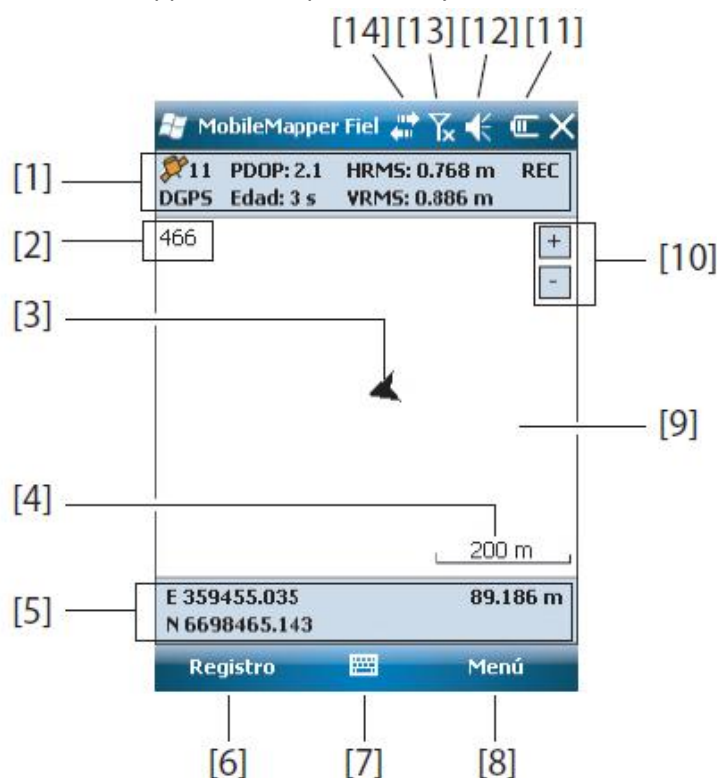 [14][13][12][11]
MobileMapper Fiel
[1]
11 PDOP: 2.1 HRMS: 0.768 m REC
DGPS Edad: 3 s VRMS: 0.886 m
[2]
466
+
-
[10]
[3]
[9]
[4]
200 m
[5]
E 359455.035 89.186 m
N 6698465.143
Registro Menú
[6] [7] [8]